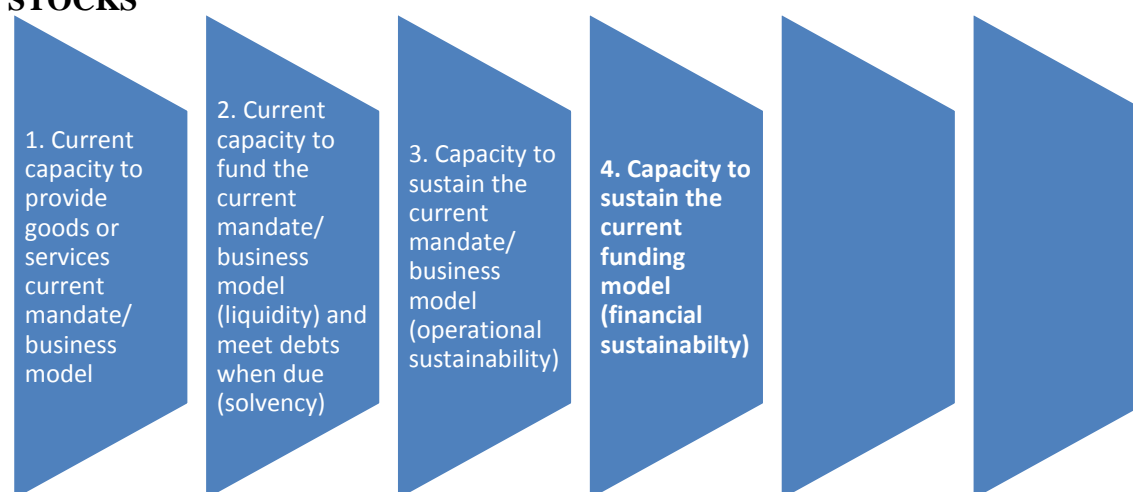 STOCKS
1. Current
capacity to
provide
goods or
services
current
mandate/
business
model
2. Current
capacity to
fund the
current
mandate/
business
model
(liquidity) and
meet debts
when due
(solvency)
3. Capacity to
sustain the
current
mandate/
business
model
(operational
sustainability)
4. Capacity to
sustain the
current
funding
model
(financial
sustainabilty)